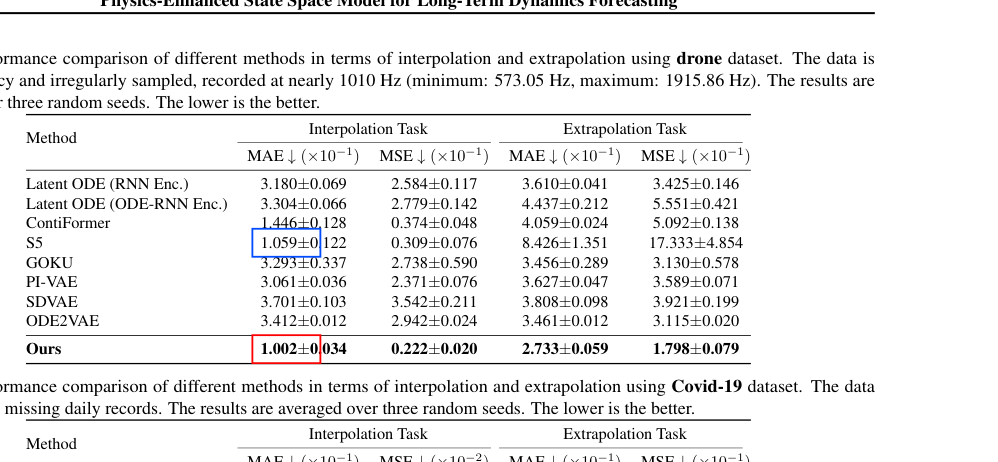 Physics-Enhanced State Space Model for Long-Term Dynamics Forecasting
ormance comparison of different methods in terms of interpolation and extrapolation using drone dataset. The data is
cy and irregularly sampled, recorded at nearly 1010 Hz (minimum: 573.05 Hz, maximum: 1915.86 Hz). The results are
r three random seeds. The lower is the better.
Method Interpolation Task Extrapolation Task
MAE ↓ (×10⁻¹) MSE ↓ (×10⁻¹) MAE ↓ (×10⁻¹) MSE ↓ (×10⁻¹)
Latent ODE (RNN Enc.) 3.180±0.069 2.584±0.117 3.610±0.041 3.425±0.146
Latent ODE (ODE-RNN Enc.) 3.304±0.066 2.779±0.142 4.437±0.212 5.551±0.421
ContiFormer 1.446±0.128 0.374±0.048 4.059±0.024 5.092±0.138
S5 1.059±0.122 0.309±0.076 8.426±1.351 17.333±4.854
GOKU 3.293±0.337 2.738±0.590 3.456±0.289 3.130±0.578
PI-VAE 3.061±0.036 2.371±0.076 3.627±0.047 3.589±0.071
SDVAE 3.701±0.103 3.542±0.211 3.808±0.098 3.921±0.199
ODE2VAE 3.412±0.012 2.942±0.024 3.461±0.012 3.115±0.020
Ours 1.002±0.034 0.222±0.020 2.733±0.059 1.798±0.079
ormance comparison of different methods in terms of interpolation and extrapolation using Covid-19 dataset. The data
missing daily records. The results are averaged over three random seeds. The lower is the better.
Method Interpolation Task Extrapolation Task
MAE ↓ (×10⁻¹) MSE ↓ (×10⁻²) MAE ↓ (×10⁻¹) MSE ↓ (×10⁻¹)